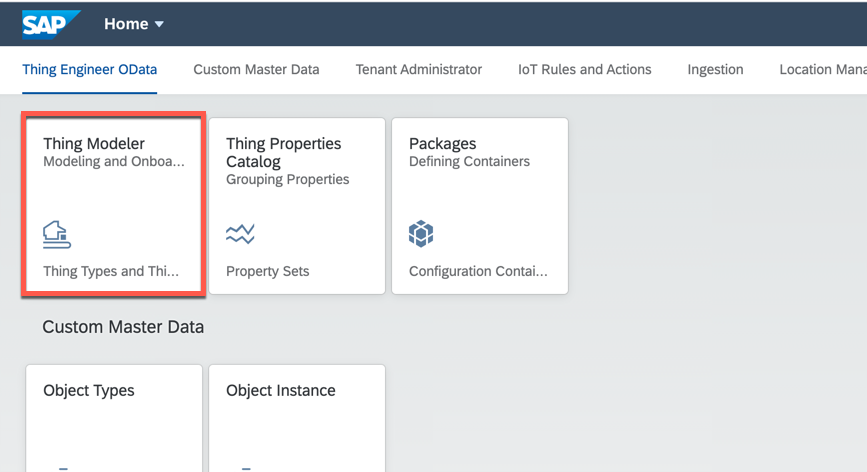 SAP Home
Thing Engineer OData Custom Master Data Tenant Administrator IoT Rules and Actions Ingestion Location Mana
Thing Modeler
Modeling and Onboa...
Thing Types and Thi...
Thing Properties
Catalog
Grouping Properties
Property Sets
Packages
Defining Containers
Configuration Contai...
Custom Master Data
Object Types
Object Instance